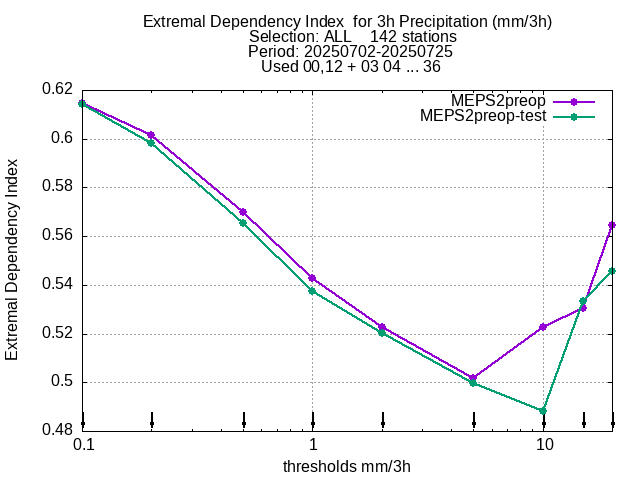 Extremal Dependency Index  for 3h Precipitation (mm/3h)
Selection: ALL    142 stations
Period: 20250702-20250725
Used 00,12 + 03 04 ... 36
MEPS2preop
MEPS2preop-test
Extremal Dependency Index
0.62
0.6
0.58
0.56
0.54
0.52
0.5
0.48
0.1 1 10
thresholds mm/3h